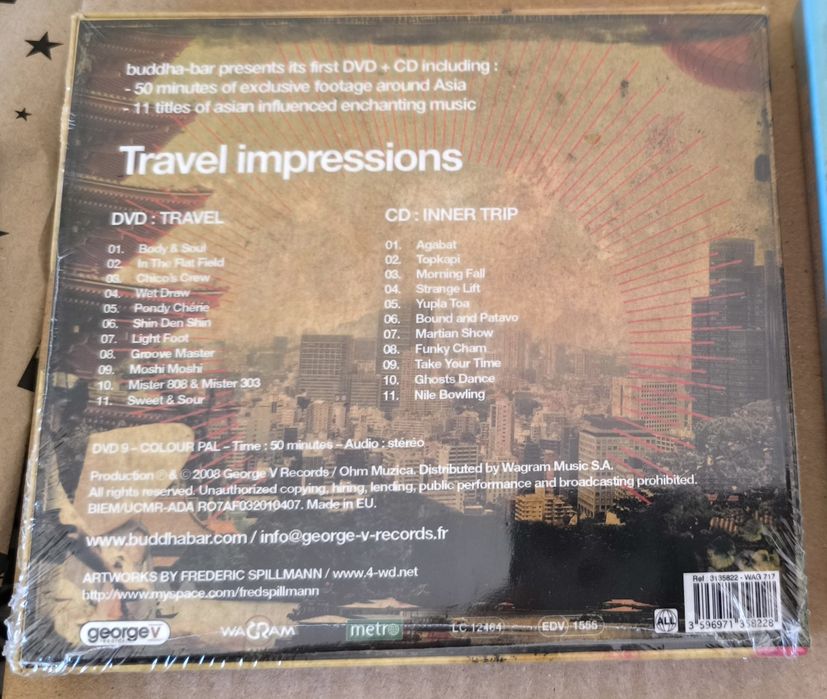 buddha-bar presents its first DVD + CD including :
- 50 minutes of exclusive footage around Asia
- 11 titles of asian influenced enchanting music
Travel impressions
DVD : TRAVEL
01. Body & Soul
02. In The Flat Field
03. Chico's Crew
04. Wet Draw
05. Pondy Chérie
06. Shin Den Shin
07. Light Foot
08. Groove Master
09. Moshi Moshi
10. Mister 808 & Mister 303
11. Sweet & Sour
CD : INNER TRIP
01. Agabat
02. Topkapi
03. Morning Fall
04. Strange Lift
05. Yupla Toa
06. Bound and Patavo
07. Martian Show
08. Funky Cham
09. Take Your Time
10. Ghosts Dance
11. Nile Bowling
DVD 9 – COLOUR PAL – Time : 50 minutes – Audio : stéréo
Production ℗ & © 2008 George V Records / Ohm Muzica. Distributed by Wagram Music S.A.
All rights reserved. Unauthorized copying, hiring, lending, public performance and broadcasting prohibited.
BIEM/UCMR-ADA RO7AF032010407. Made in EU.
www.buddhabar.com / info@george-v-records.fr
ARTWORKS BY FREDERIC SPILLMANN / www.4-wd.net
http://www.myspace.com/fredspillmann
george v
WAGRAM
metro
LC 12484
EDV 1555
ALL
Ref : 3135822 - WAG 717
3 596971 358228